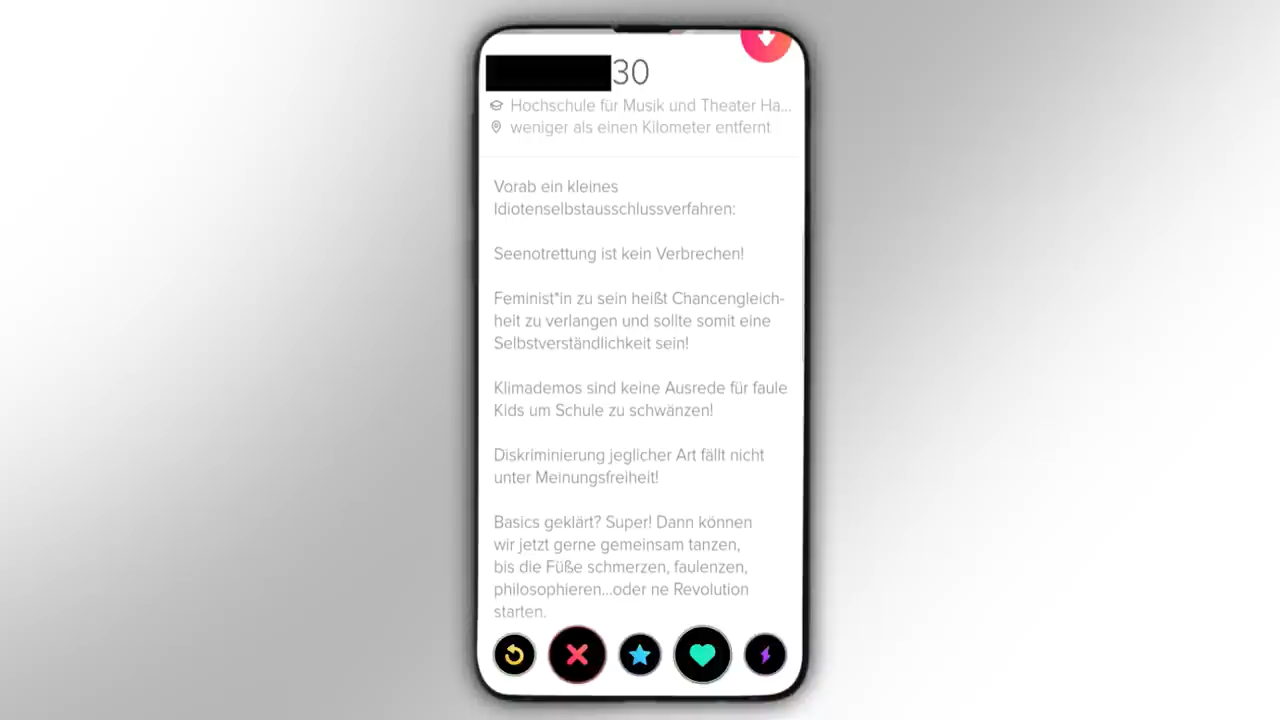 30
Hochschule für Musik und Theater Ha...
weniger als einen Kilometer entfernt
Vorab ein kleines
Idiotenselbstausschlussverfahren:
Seenotrettung ist kein Verbrechen!
Feminist*in zu sein heißt Chancengleich-
heit zu verlangen und sollte somit eine
Selbstverständlichkeit sein!
Klimademos sind keine Ausrede für faule
Kids um Schule zu schwänzen!
Diskriminierung jeglicher Art fällt nicht
unter Meinungsfreiheit!
Basics geklärt? Super! Dann können
wir jetzt gerne gemeinsam tanzen,
bis die Füße schmerzen, faulenzen,
philosophieren...oder ne Revolution
starten.